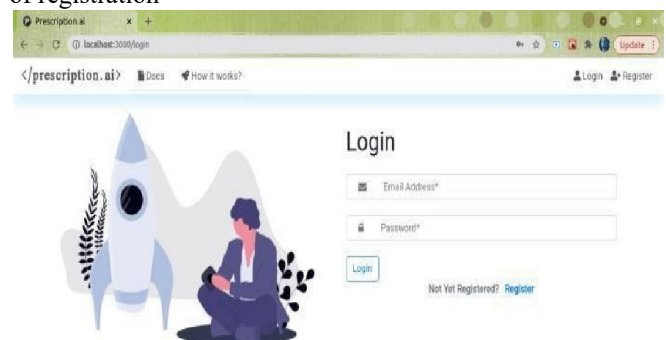 of registration
Prescription.ai x +
localhost:3000/login
Update
</prescription.ai> Docs How it works? Login Register
Login
Email Address*
Password*
Login
Not Yet Registered? Register